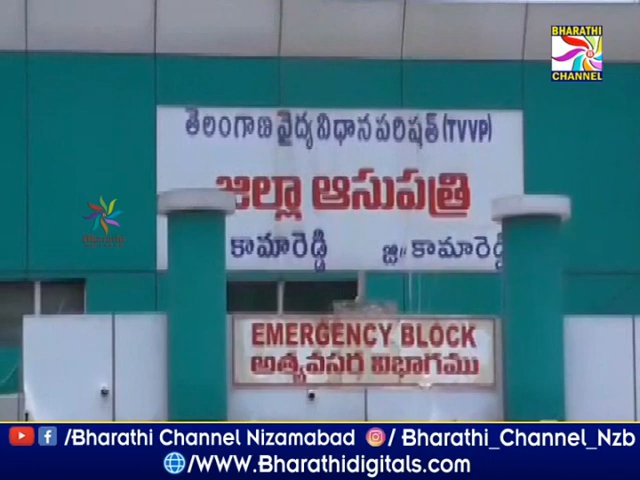 BHARATHI
CHANNEL
తెలంగాణ వైద్య విధాన పరిషత్ (TVVP)
జిల్లా ఆసుపత్రి
కామారెడ్డి జి// కామారెడ్డి
Bharathi
EMERGENCY BLOCK
అత్యవసర విభాగము
/Bharathi Channel Nizamabad / Bharathi_Channel_Nzb
/WWW.Bharathidigitals.com